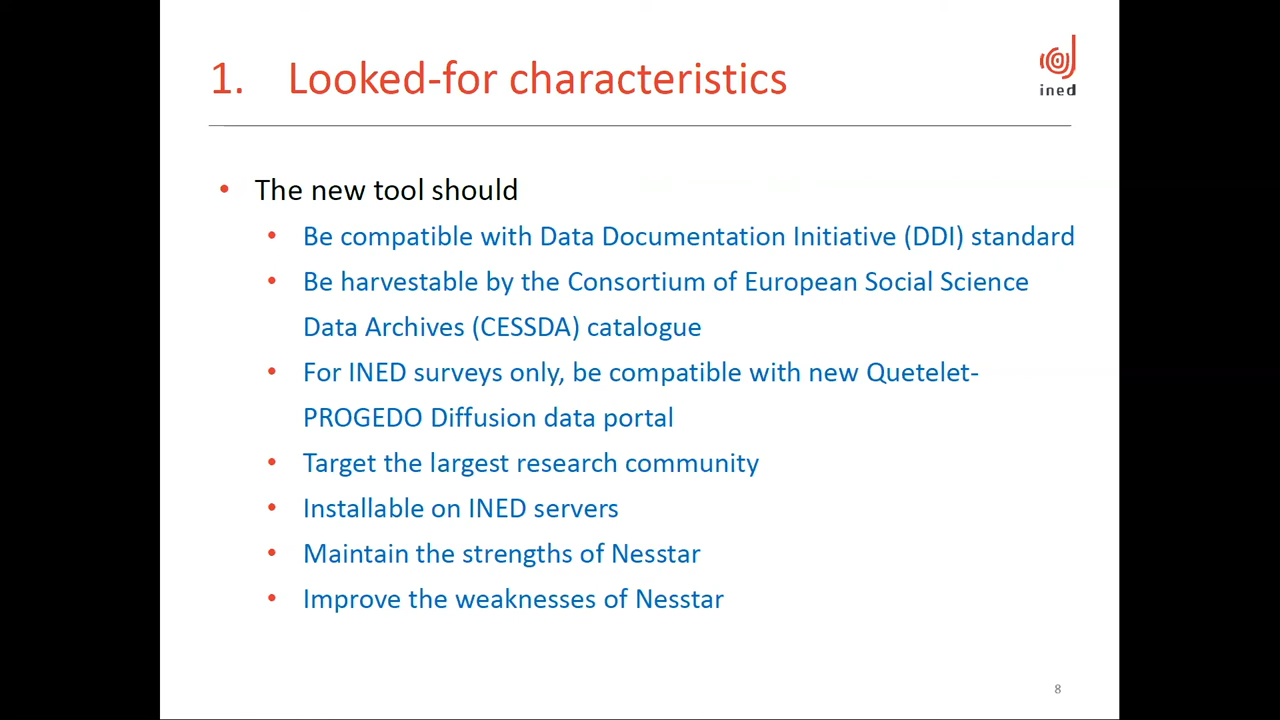 1. Looked-for characteristics
ined
• The new tool should
• Be compatible with Data Documentation Initiative (DDI) standard
• Be harvestable by the Consortium of European Social Science
Data Archives (CESSDA) catalogue
• For INED surveys only, be compatible with new Quetelet-
PROGEDO Diffusion data portal
• Target the largest research community
• Installable on INED servers
• Maintain the strengths of Nesstar
• Improve the weaknesses of Nesstar
8